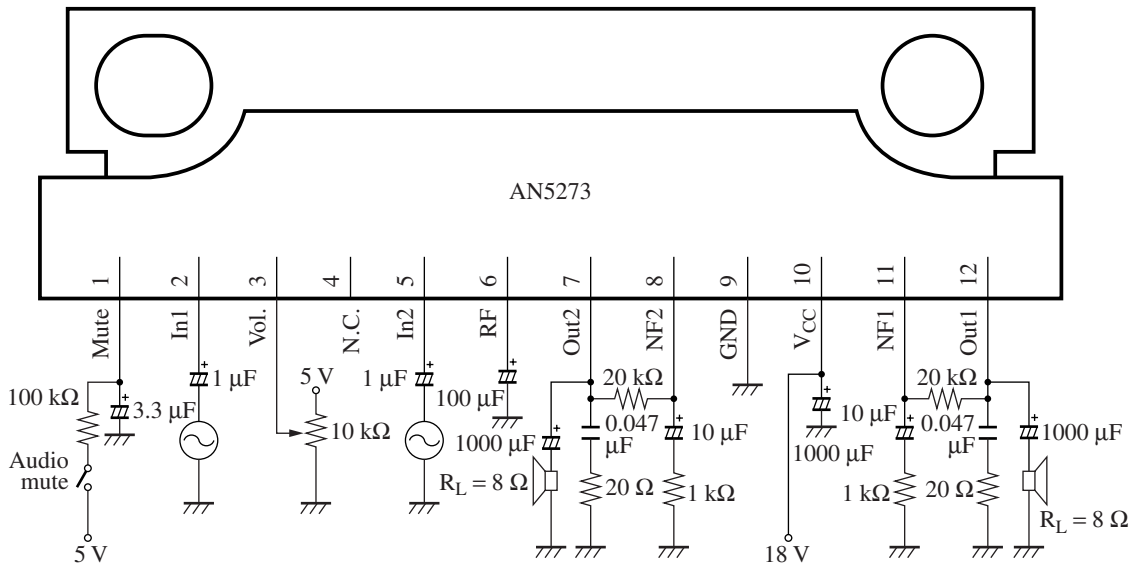 AN5273
1
2
3
4
5
6
7
8
9
10
11
12
Mute
In1
Vol.
N.C.
In2
RF
Out2
NF2
GND
VCC
NF1
Out1
100 kΩ
3.3 μF
Audio
mute
5 V
1 μF
5 V
10 kΩ
1 μF
100 μF
1000 μF
RL = 8 Ω
20 kΩ
0.047
μF
20 Ω
10 μF
1 kΩ
18 V
1000 μF
10 μF
1 kΩ
20 kΩ
0.047
μF
20 Ω
1000 μF
RL = 8 Ω